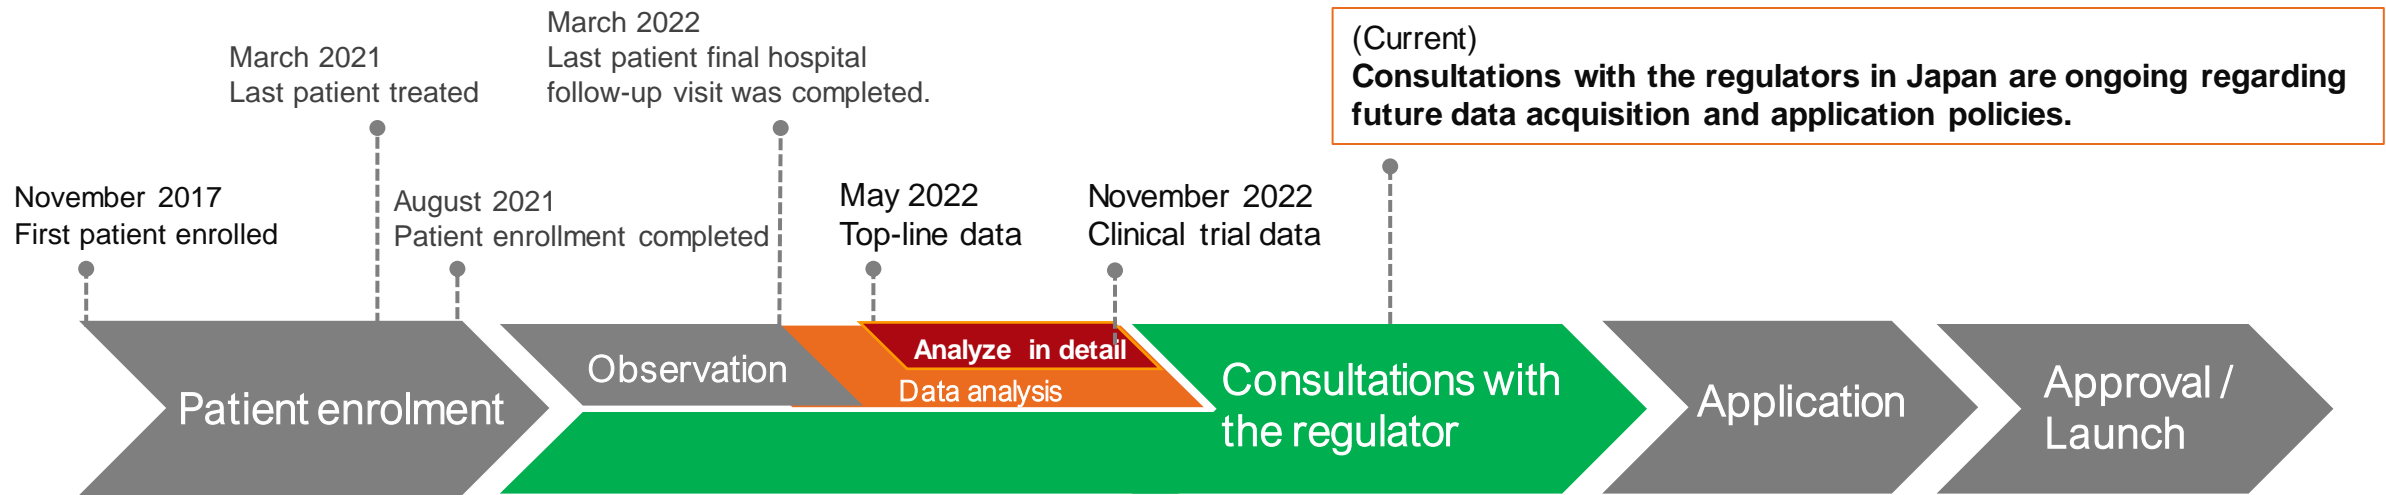 March 2021
Last patient treated
March 2022
Last patient final hospital
follow-up visit was completed.
(Current)
Consultations with the regulators in Japan are ongoing regarding
future data acquisition and application policies.
November 2017
First patient enrolled
August 2021
Patient enrollment completed
May 2022
Top-line data
November 2022
Clinical trial data
Patient enrolment
Observation
Analyze in detail
Data analysis
Consultations with
the regulator
Application
Approval /
Launch